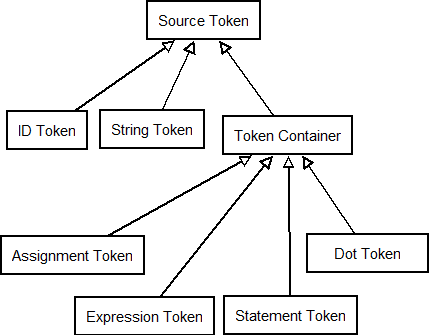 Source Token
ID Token
String Token
Token Container
Assignment Token
Dot Token
Expression Token
Statement Token